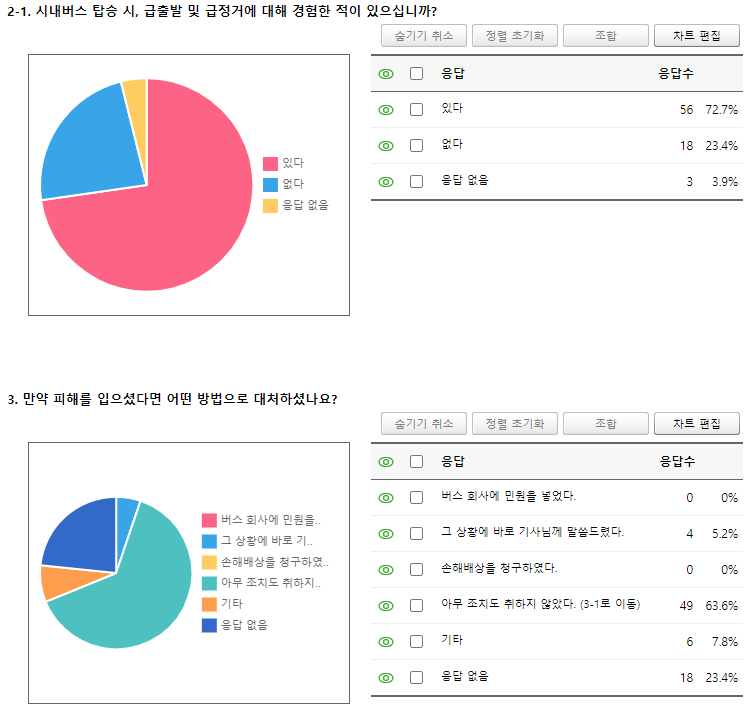 2-1. 시내버스 탑승 시, 급출발 및 급정거에 대해 경험한 적이 있으십니까?
숨기기 취소 정렬 초기화 조합 차트 편집
응답 응답수
있다 56 72.7%
없다 18 23.4%
응답 없음 3 3.9%
있다
없다
응답 없음
3. 만약 피해를 입으셨다면 어떤 방법으로 대처하셨나요?
숨기기 취소 정렬 초기화 조합 차트 편집
응답 응답수
버스 회사에 민원을 넣었다. 0 0%
그 상황에 바로 기사님께 말씀드렸다. 4 5.2%
손해배상을 청구하였다. 0 0%
아무 조치도 취하지 않았다. (3-1로 이동) 49 63.6%
기타 6 7.8%
응답 없음 18 23.4%
버스 회사에 민원을..
그 상황에 바로 기..
손해배상을 청구하였..
아무 조치도 취하지..
기타
응답 없음